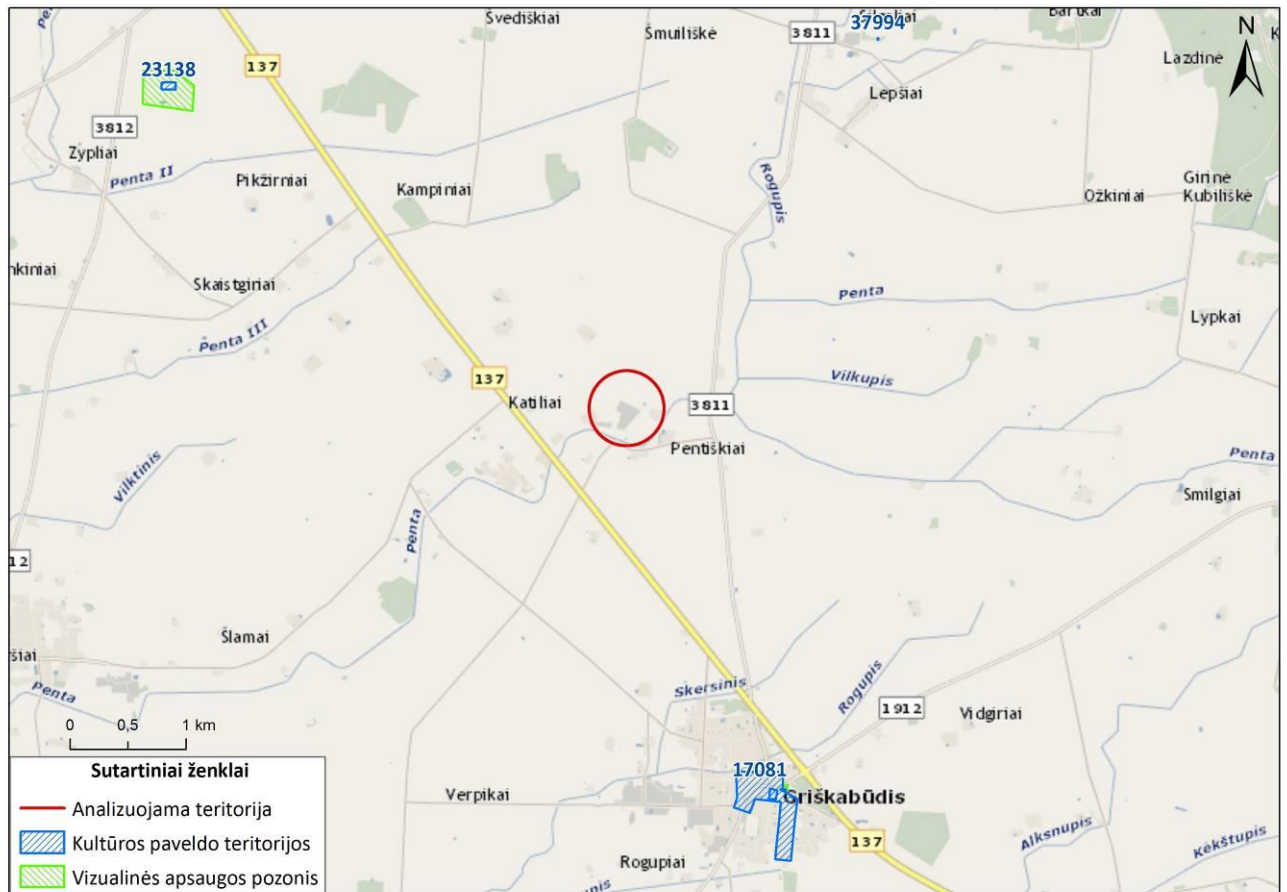 Švediškiai
37994
Šmuiliškė
3811
N
23138
137
Lazdinė
Lepšiai
3812
Zypliai
Penta II
Pikžirniai
Kampiniai
Rogupis
Ožkiniai
Girinė
Kubiliškė
Skaistgiriai
Penta
Penta III
Lypkai
137
Vilkupis
Katiliai
3811
Pentiškiai
Vilktinis
Penta
Smilgiai
Penta
12
Šlamai
šiai
Penta
Skersinis
Rogupis
1912
Vidgiriai
0 0,5 1 km
17081
Griškabūdis
Verpikai
137
Alksnupis
Kėkštupis
Rogupiai
Sutartiniai ženklai
Analizuojama teritorija
Kultūros paveldo teritorijos
Vizualinės apsaugos pozonis